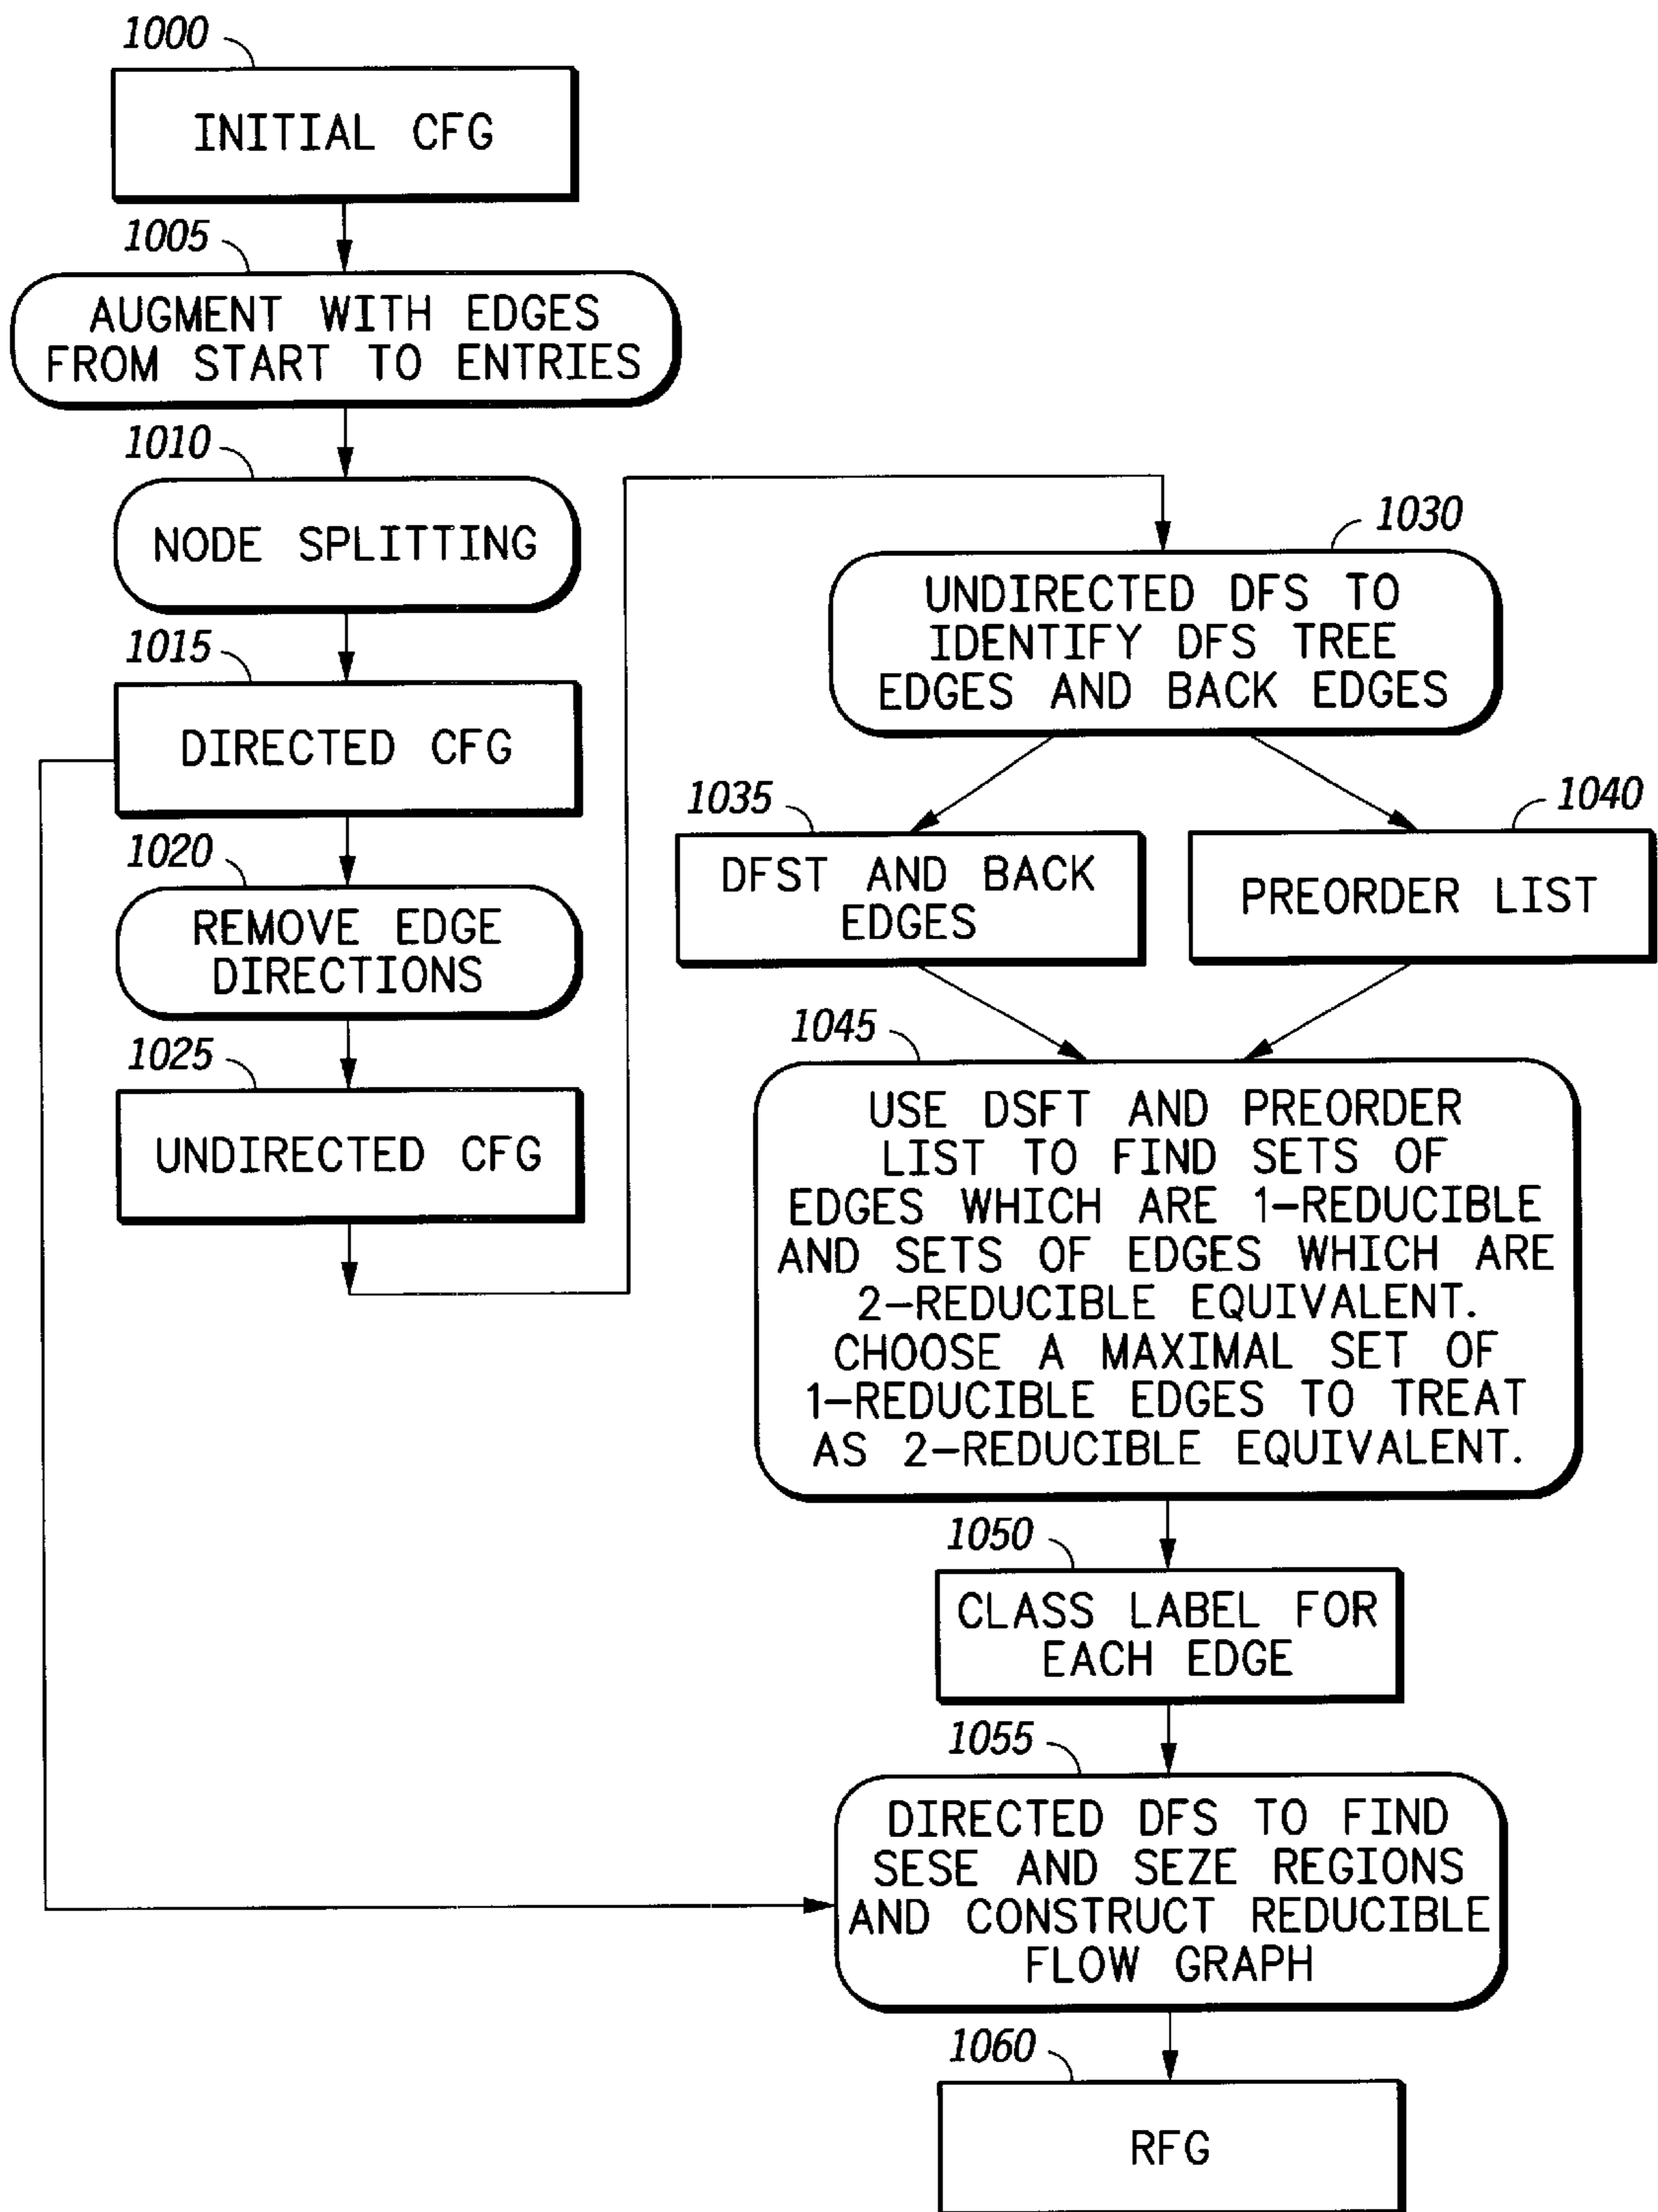 1000
INITIAL CFG
1005
AUGMENT WITH EDGES
FROM START TO ENTRIES
1010
NODE SPLITTING
1015
DIRECTED CFG
1020
REMOVE EDGE
DIRECTIONS
1025
UNDIRECTED CFG
1030
UNDIRECTED DFS TO
IDENTIFY DFS TREE
EDGES AND BACK EDGES
1035
DFST AND BACK
EDGES
1040
PREORDER LIST
1045
USE DSFT AND PREORDER
LIST TO FIND SETS OF
EDGES WHICH ARE 1-REDUCIBLE
AND SETS OF EDGES WHICH ARE
2-REDUCIBLE EQUIVALENT.
CHOOSE A MAXIMAL SET OF
1-REDUCIBLE EDGES TO TREAT
AS 2-REDUCIBLE EQUIVALENT.
1050
CLASS LABEL FOR
EACH EDGE
1055
DIRECTED DFS TO FIND
SESE AND SEZE REGIONS
AND CONSTRUCT REDUCIBLE
FLOW GRAPH
1060
RFG